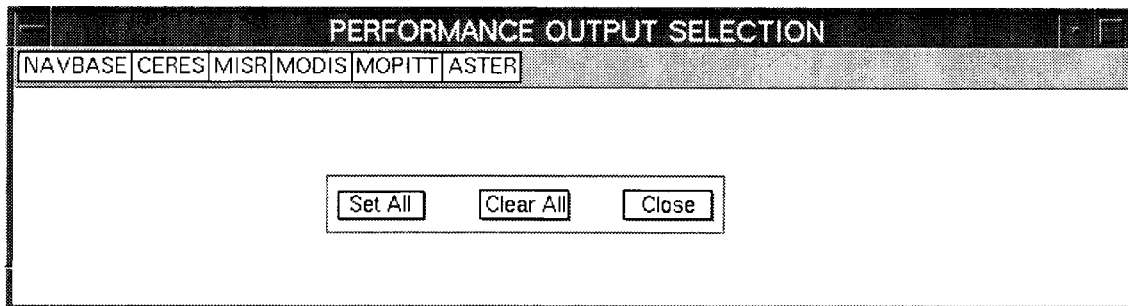 PERFORMANCE OUTPUT SELECTION
NAVBASE CERES MISR MODIS MOPITT ASTER
Set All Clear All Close